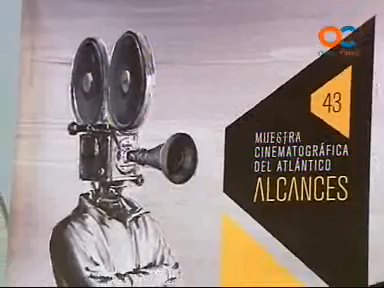 43
MUESTRA
CINEMATOGRÁFICA
DEL ATLÁNTICO
ALCANCES